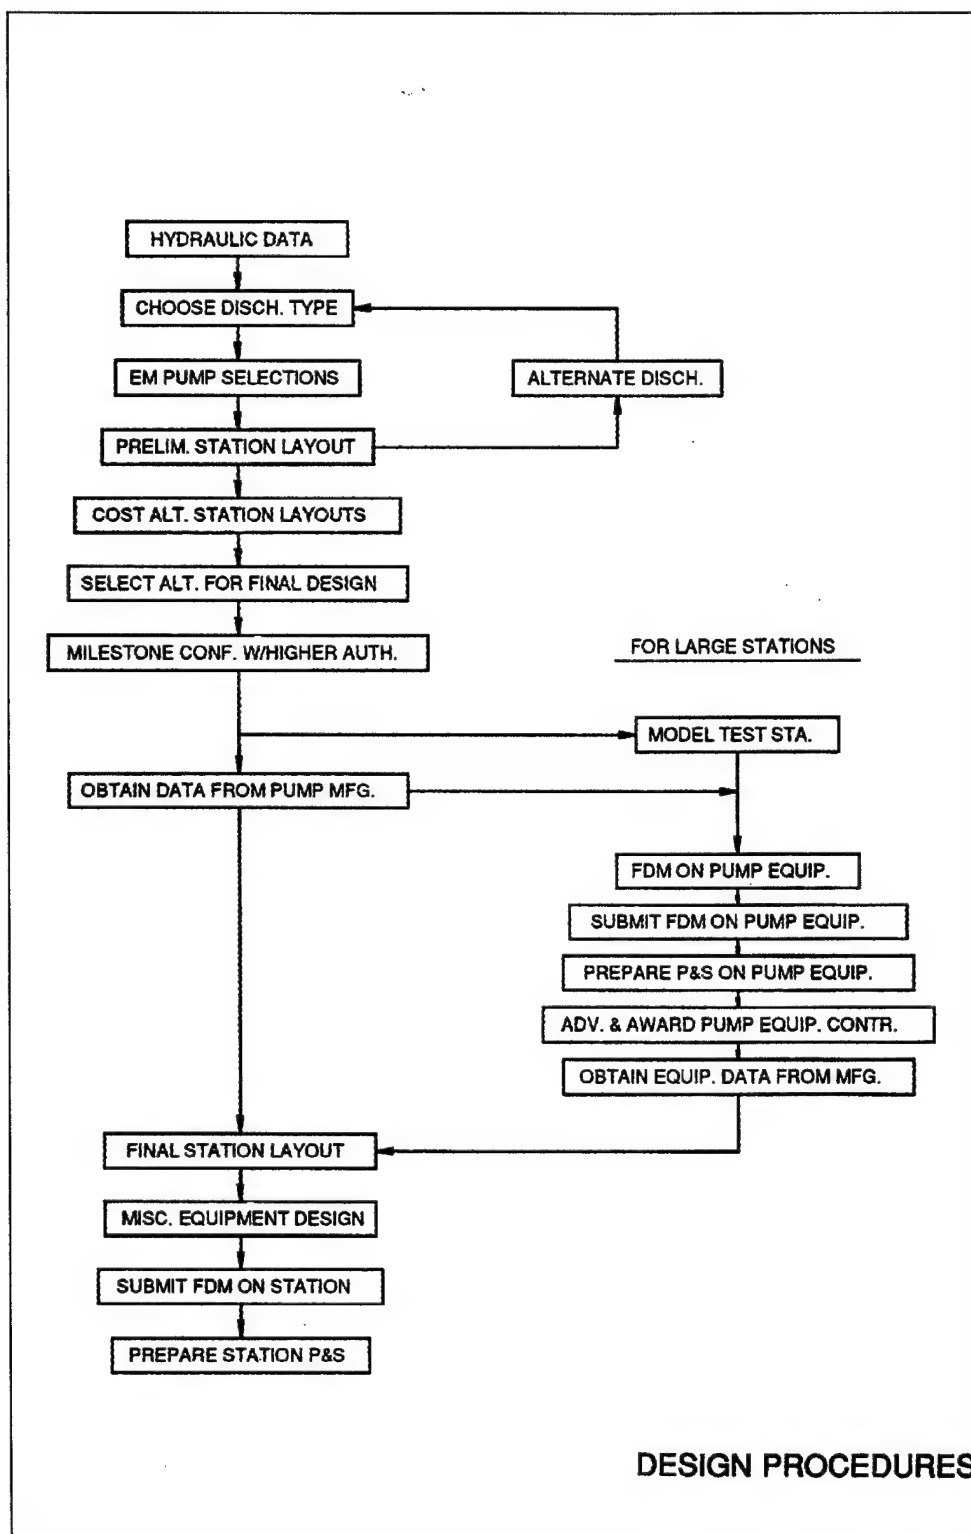 HYDRAULIC DATA
CHOOSE DISCH. TYPE
EM PUMP SELECTIONS
ALTERNATE DISCH.
PRELIM. STATION LAYOUT
COST ALT. STATION LAYOUTS
SELECT ALT. FOR FINAL DESIGN
MILESTONE CONF. W/HIGHER AUTH.
FOR LARGE STATIONS
MODEL TEST STA.
OBTAIN DATA FROM PUMP MFG.
FDM ON PUMP EQUIP.
SUBMIT FDM ON PUMP EQUIP.
PREPARE P&S ON PUMP EQUIP.
ADV. & AWARD PUMP EQUIP. CONTR.
OBTAIN EQUIP. DATA FROM MFG.
FINAL STATION LAYOUT
MISC. EQUIPMENT DESIGN
SUBMIT FDM ON STATION
PREPARE STATION P&S
DESIGN PROCEDURES